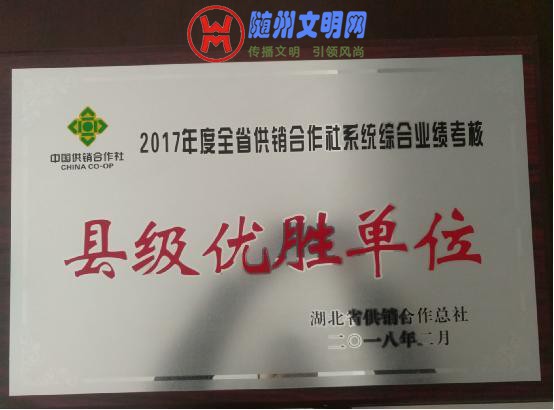 随州文明网
传播文明 引领风尚
中国供销合作社
CHINA CO-OP
2017年度全省供销合作社系统综合业绩考核
县级优胜单位
湖北省供销合作总社
二〇一八年二月